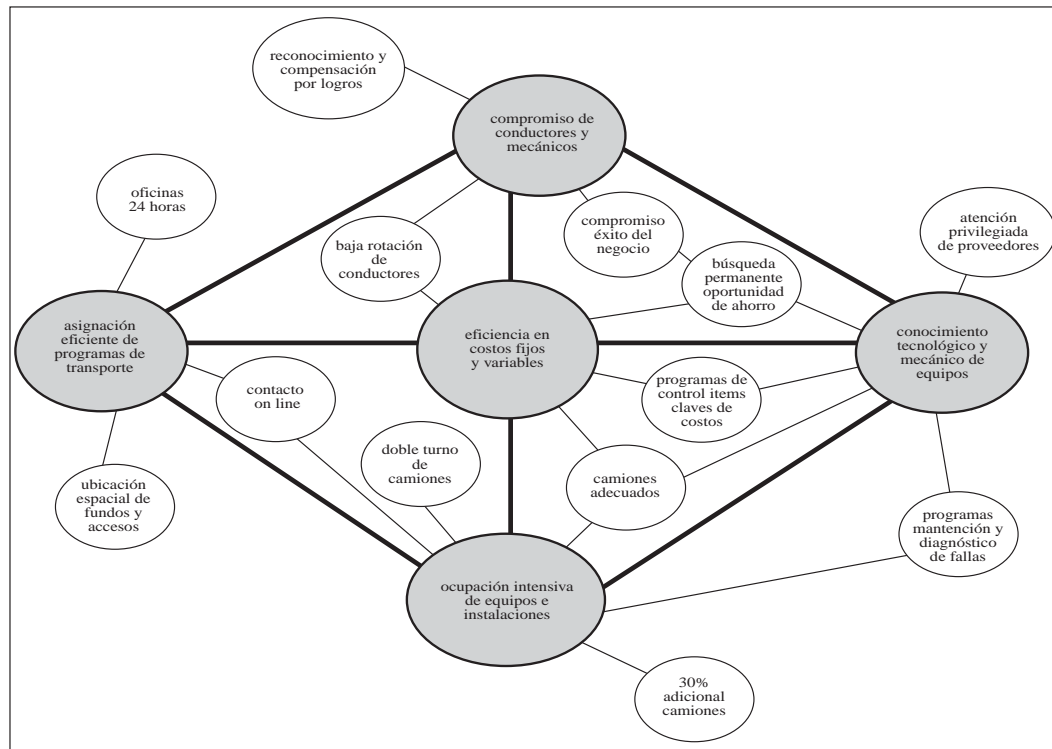 reconocimiento y
compensación
por logros
compromiso de
conductores y
mecánicos
oficinas
24 horas
baja rotación
de
conductores
compromiso
éxito del
negocio
búsqueda
permanente
oportunidad
de ahorro
atención
privilegiada
de proveedores
asignación
eficiente de
programas de
transporte
eficiencia en
costos fijos
y variables
conocimiento
tecnológico y
mecánico de
equipos
contacto
on line
programas de
control items
claves de
costos
doble turno
de
camiones
camiones
adecuados
ubicación
espacial de
fundos y
accesos
programas
mantención y
diagnóstico
de fallas
ocupación intensiva
de equipos e
instalaciones
30%
adicional
camiones